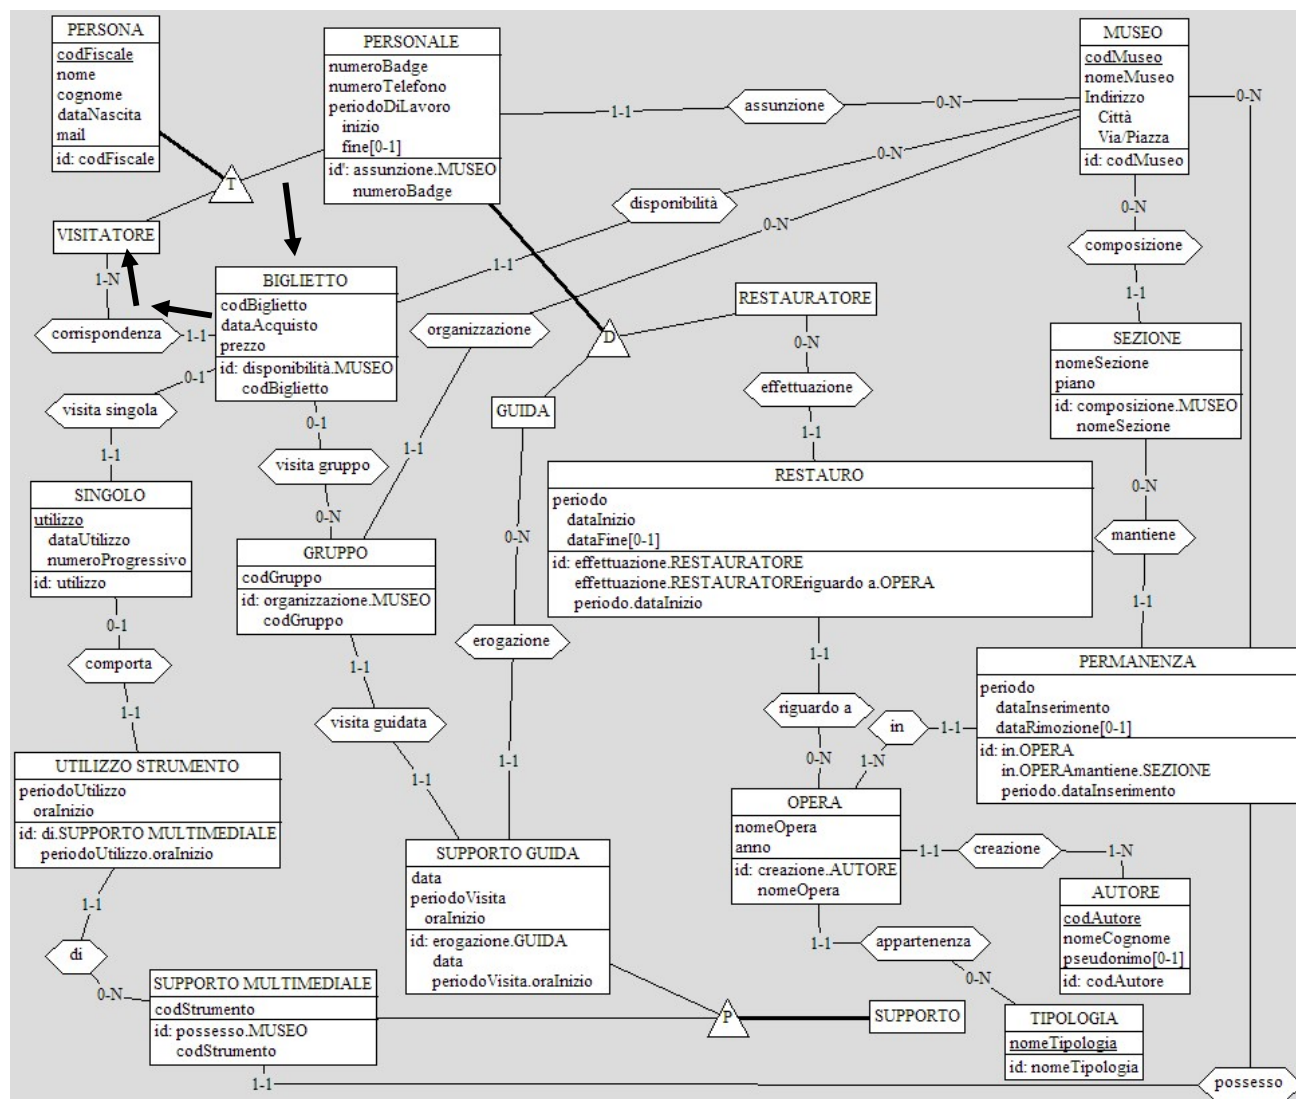 PERSONA
codFiscale
nome
cognome
dataNascita
mail
id: codFiscale
PERSONALE
numeroBadge
numeroTelefono
periodoDiLavoro
inizio
fine[0-1]
id': assunzione.MUSEO
numeroBadge
1-1
assunzione
0-N
MUSEO
codMuseo
nomeMuseo
Indirizzo
Città
Via/Piazza
id: codMuseo
0-N
T
VISITATORE
1-N
corrispondenza
1-1
BIGLIETTO
codBiglietto
dataAcquisto
prezzo
id: disponibilità.MUSEO
codBiglietto
1-1
disponibilità
0-N
0-N
organizzazione
1-1
D
RESTAURATORE
0-N
effettuazione
1-1
0-N
composizione
1-1
SEZIONE
nomeSezione
piano
id: composizione.MUSEO
nomeSezione
0-N
mantiene
1-1
0-1
visita singola
1-1
0-1
visita gruppo
0-N
GUIDA
0-N
erogazione
1-1
SINGOLO
utilizzo
dataUtilizzo
numeroProgressivo
id: utilizzo
0-1
comporta
1-1
GRUPPO
codGruppo
id: organizzazione.MUSEO
codGruppo
1-1
visita guidata
1-1
RESTAURO
periodo
dataInizio
dataFine[0-1]
id: effettuazione.RESTAURATORE
effettuazione.RESTAURATOREriguardo a.OPERA
periodo.dataInizio
1-1
riguardo a
0-N
PERMANENZA
periodo
dataInserimento
dataRimozione[0-1]
id: in.OPERA
in.OPERAmantiene.SEZIONE
periodo.dataInserimento
1-1
in
1-N
UTILIZZO STRUMENTO
periodoUtilizzo
oraInizio
id: di.SUPPORTO MULTIMEDIALE
periodoUtilizzo.oraInizio
1-1
di
0-N
SUPPORTO GUIDA
data
periodoVisita
oraInizio
id: erogazione.GUIDA
data
periodoVisita.oraInizio
OPERA
nomeOpera
anno
id: creazione.AUTORE
nomeOpera
1-1
creazione
1-N
AUTORE
codAutore
nomeCognome
pseudonimo[0-1]
id: codAutore
1-1
appartenenza
0-N
TIPOLOGIA
nomeTipologia
id: nomeTipologia
SUPPORTO MULTIMEDIALE
codStrumento
id: possesso.MUSEO
codStrumento
P
SUPPORTO
1-1
possesso